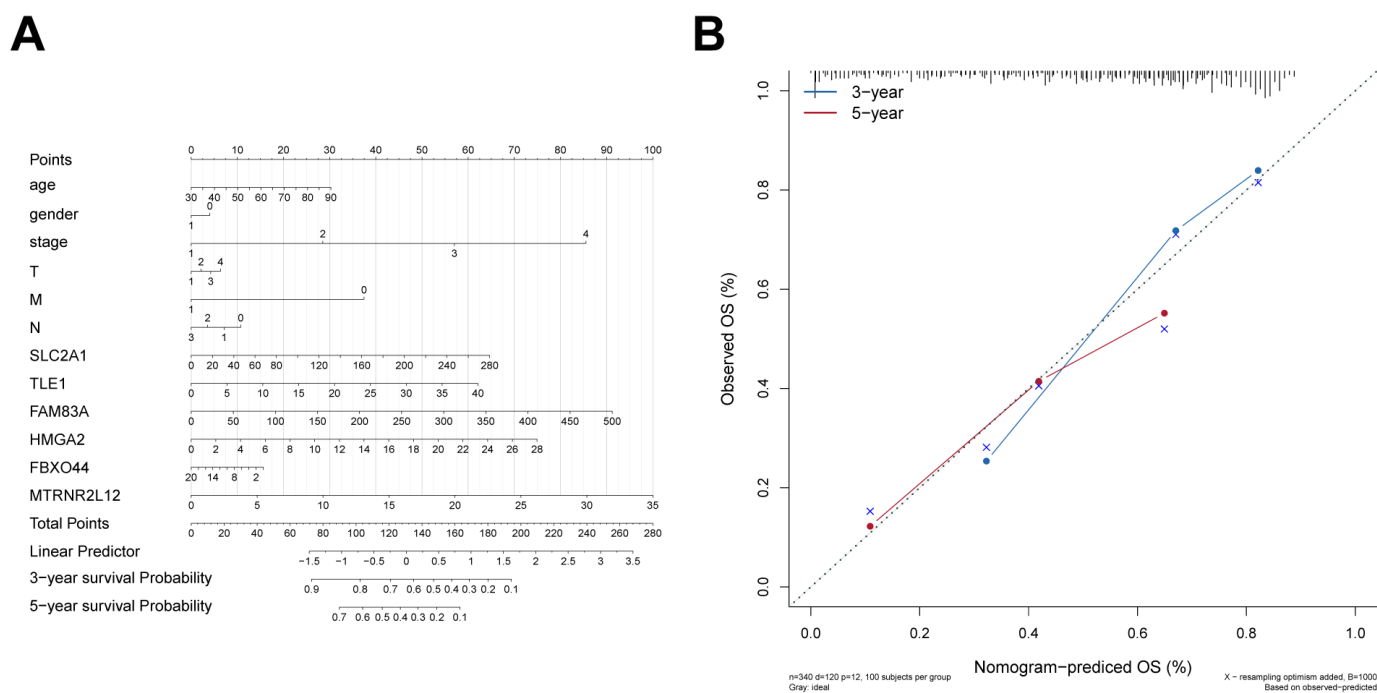 A
Points
0 10 20 30 40 50 60 70 80 90 100
age
30 40 50 60 70 80 90
gender
0
1
stage
2 4
1 3
T
2 4
1 3
M
0
1
N
2 0
3 1
SLC2A1
0 20 40 60 80 120 160 200 240 280
TLE1
0 5 10 15 20 25 30 35 40
FAM83A
0 50 100 150 200 250 300 350 400 450 500
HMGA2
0 2 4 6 8 10 12 14 16 18 20 22 24 26 28
FBXO44
20 14 8 2
MTRNR2L12
0 5 10 15 20 25 30 35
Total Points
0 20 40 60 80 100 120 140 160 180 200 220 240 260 280
Linear Predictor
−1.5 −1 −0.5 0 0.5 1 1.5 2 2.5 3 3.5
3−year survival Probability
0.9 0.8 0.7 0.6 0.5 0.4 0.3 0.2 0.1
5−year survival Probability
0.7 0.6 0.5 0.4 0.3 0.2 0.1
B
3−year
5−year
Observed OS (%)
1.0
0.8
0.6
0.4
0.2
0.0
0.0 0.2 0.4 0.6 0.8 1.0
Nomogram−prediced OS (%)
n=340 d=120 p=12, 100 subjects per group
Gray: ideal
X − resampling optimism added, B=1000
Based on observed−predicted